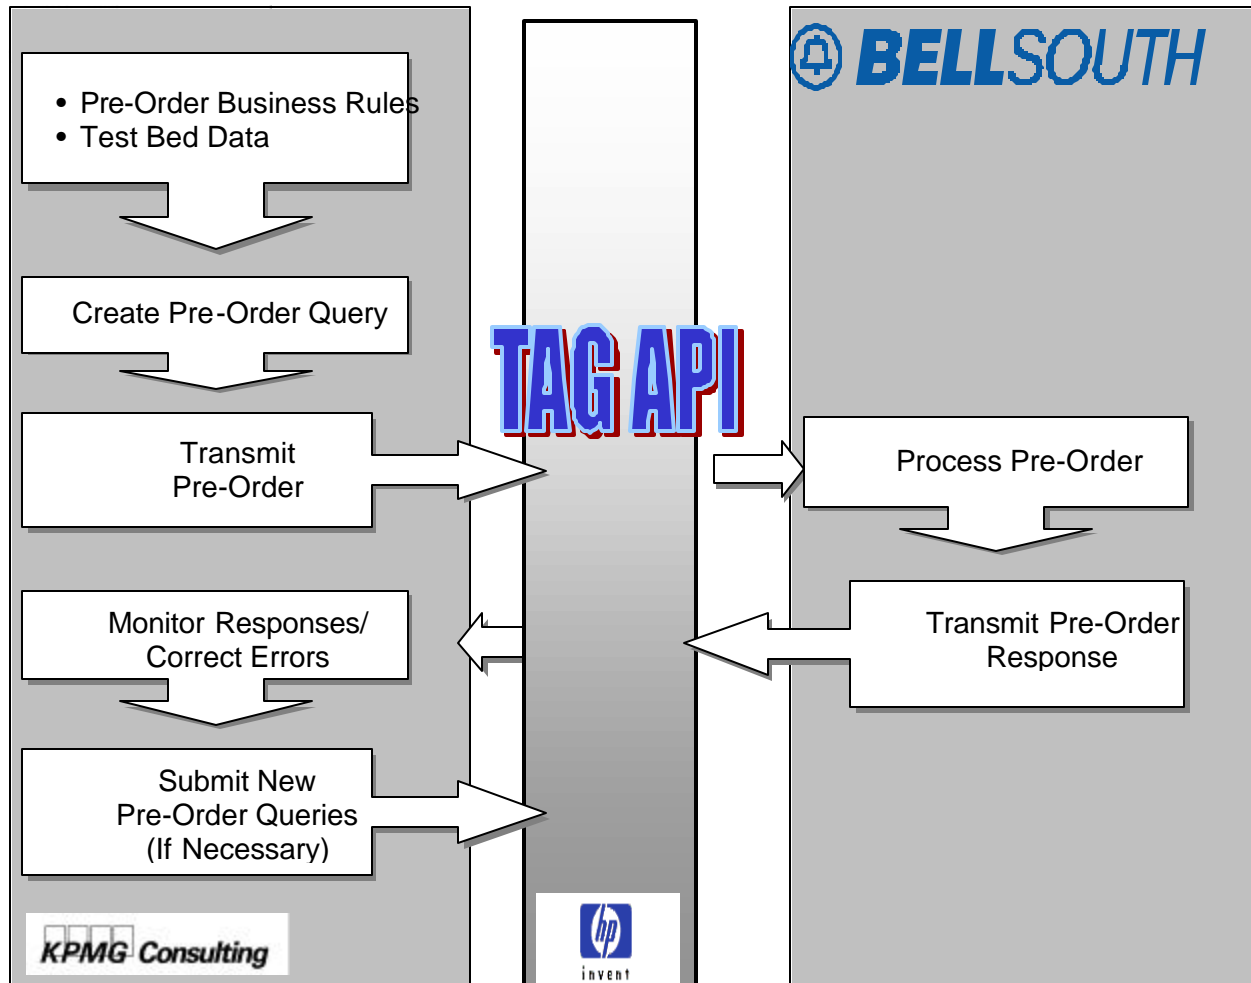 BELLSOUTH
• Pre-Order Business Rules
• Test Bed Data
Create Pre-Order Query
TAG API
Transmit
Pre-Order
Process Pre-Order
Monitor Responses/
Correct Errors
Transmit Pre-Order
Response
Submit New
Pre-Order Queries
(If Necessary)
KPMG Consulting
hp
invent